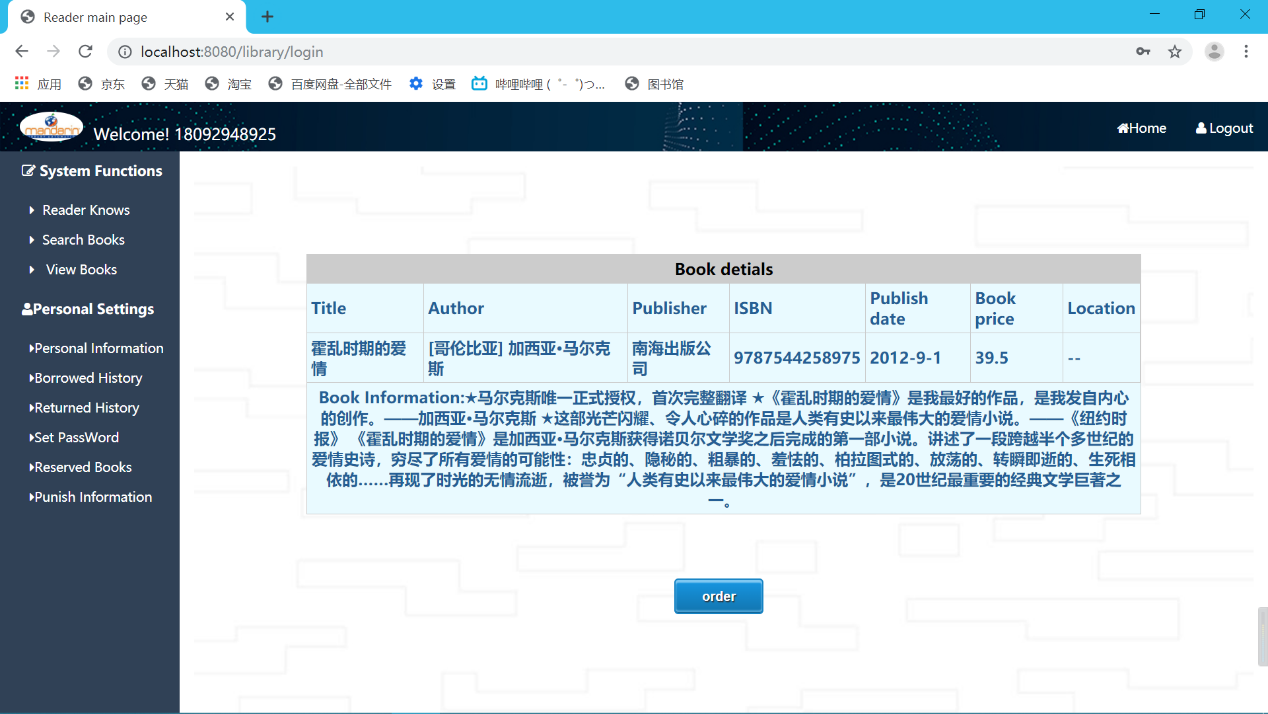 Reader main page
localhost:8080/library/login
应用 京东 天猫 淘宝 百度网盘-全部文件 设置 哔哩哔哩 ( ゜- ゜)つ... 图书馆
mandarin
Welcome! 18092948925 Home Logout
System Functions
Reader Knows
Search Books
View Books
Personal Settings
Personal Information
Borrowed History
Returned History
Set PassWord
Reserved Books
Punish Information
Book detials
Title Author Publisher ISBN Publish date Book price Location
霍乱时期的爱情 [哥伦比亚] 加西亚·马尔克斯 南海出版公司 9787544258975 2012-9-1 39.5 --
Book Information:★马尔克斯唯一正式授权，首次完整翻译 ★《霍乱时期的爱情》是我最好的作品，是我发自内心
的创作。——加西亚·马尔克斯 ★这部光芒闪耀、令人心碎的作品是人类有史以来最伟大的爱情小说。——《纽约时
报》 《霍乱时期的爱情》是加西亚·马尔克斯获得诺贝尔文学奖之后完成的第一部小说。讲述了一段跨越半个多世纪的
爱情史诗，穷尽了所有爱情的可能性：忠贞的、隐秘的、粗暴的、羞怯的、柏拉图式的、放荡的、转瞬即逝的、生死相
依的……再现了时光的无情流逝，被誉为“人类有史以来最伟大的爱情小说”，是20世纪最重要的经典文学巨著之
一。
order